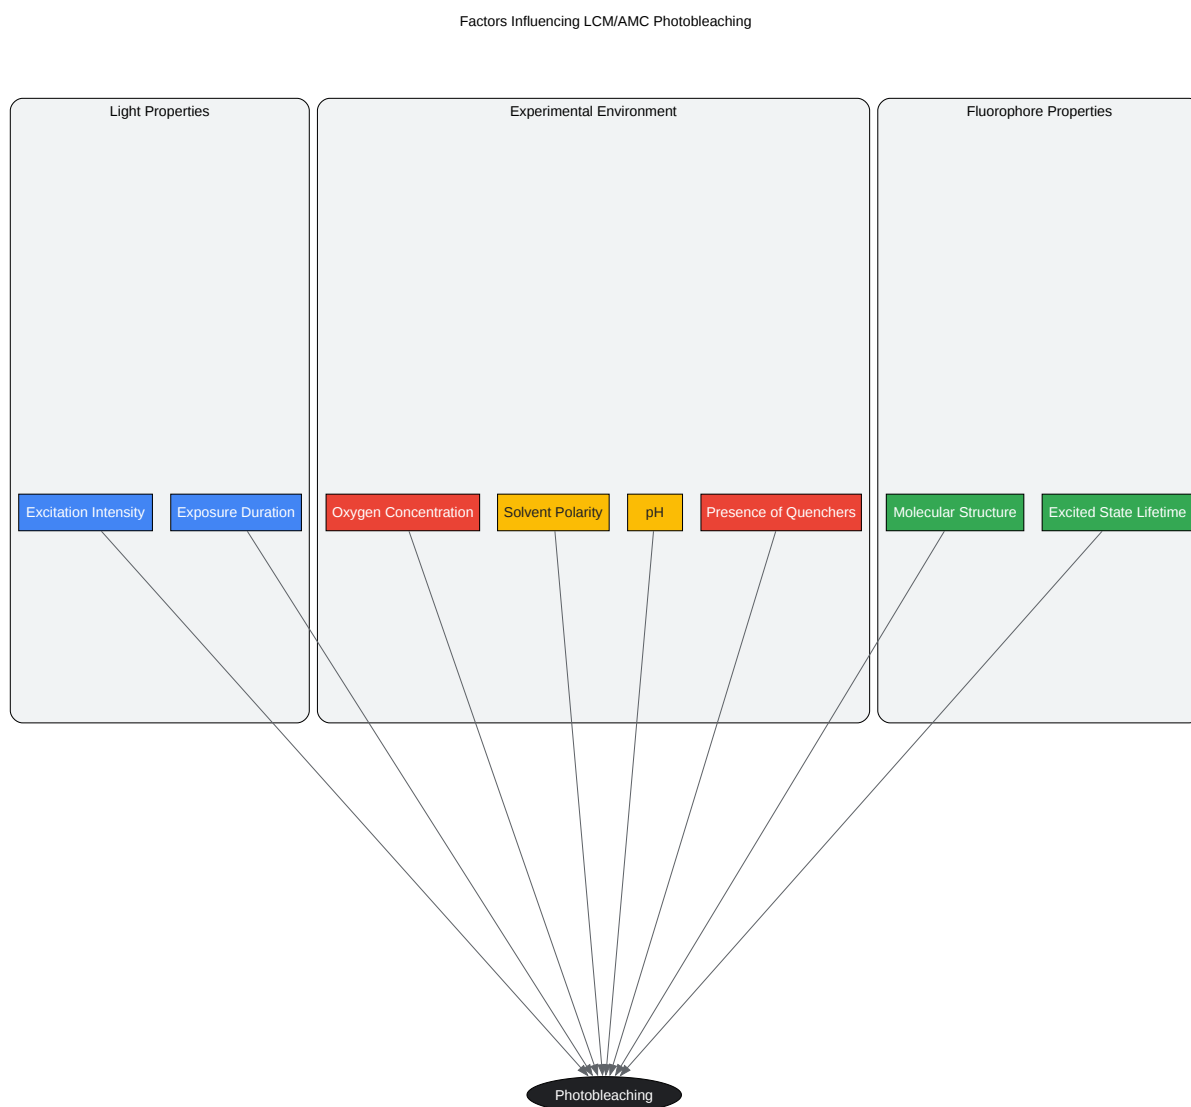 Factors Influencing LCM/AMC Photobleaching
Light Properties
Experimental Environment
Fluorophore Properties
Excitation Intensity
Exposure Duration
Oxygen Concentration
Solvent Polarity
pH
Presence of Quenchers
Molecular Structure
Excited State Lifetime
Photobleaching